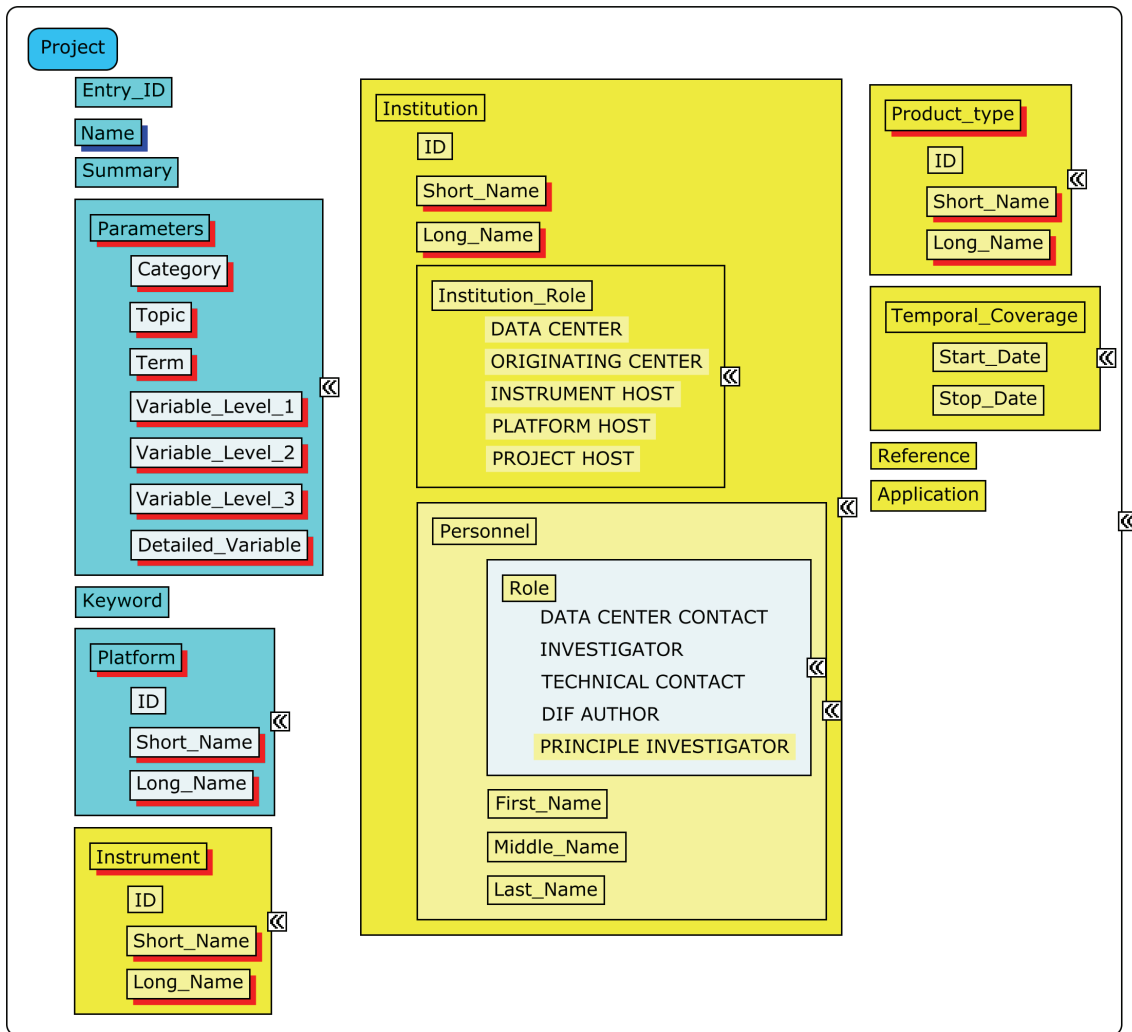 Project
Entry_ID
Name
Summary
Parameters
Category
Topic
Term
Variable_Level_1
Variable_Level_2
Variable_Level_3
Detailed_Variable
Keyword
Platform
ID
Short_Name
Long_Name
Instrument
ID
Short_Name
Long_Name
Institution
ID
Short_Name
Long_Name
Institution_Role
DATA CENTER
ORIGINATING CENTER
INSTRUMENT HOST
PLATFORM HOST
PROJECT HOST
Personnel
Role
DATA CENTER CONTACT
INVESTIGATOR
TECHNICAL CONTACT
DIF AUTHOR
PRINCIPLE INVESTIGATOR
First_Name
Middle_Name
Last_Name
Product_type
ID
Short_Name
Long_Name
Temporal_Coverage
Start_Date
Stop_Date
Reference
Application